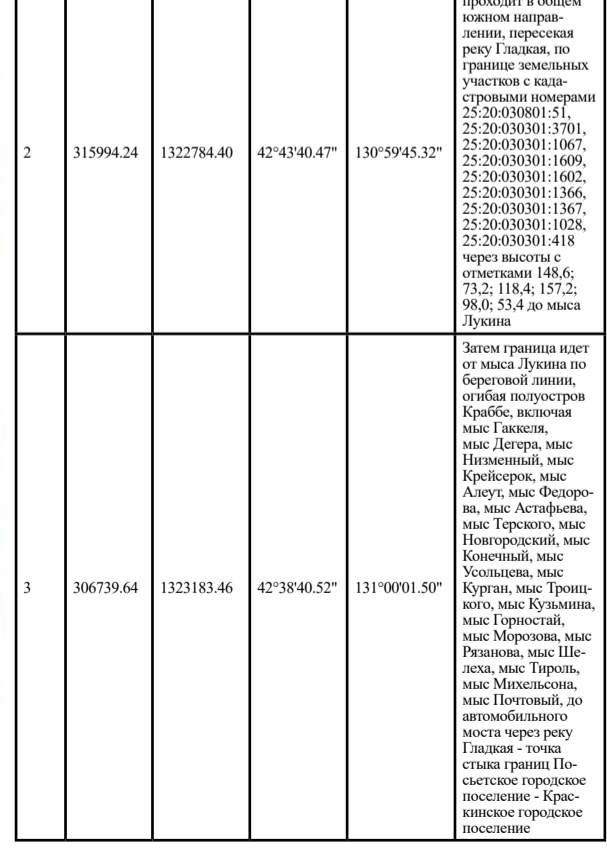 проходит в общем
южном направ-
лении, пересекая
реку Гладкая, по
границе земельных
участков с када-
стровыми номерами
25:20:030801:51,
25:20:030301:3701,
2 315994.24 1322784.40 42°43'40.47" 130°59'45.32" 25:20:030301:1067,
25:20:030301:1609,
25:20:030301:1602,
25:20:030301:1366,
25:20:030301:1367,
25:20:030301:1028,
25:20:030301:418
через высоты с
отметками 148,6;
73,2; 118,4; 157,2;
98,0; 53,4 до мыса
Лукина
Затем граница идет
от мыса Лукина по
береговой линии,
огибая полуостров
Краббе, включая
мыс Гаккеля,
мыс Дегера, мыс
Низменный, мыс
Крейсерок, мыс
Алеут, мыс Федоро-
ва, мыс Астафьева,
мыс Терского, мыс
Новгородский, мыс
Конечный, мыс
Усольцева, мыс
3 306739.64 1323183.46 42°38'40.52" 131°00'01.50" Курган, мыс Троиц-
кого, мыс Кузьмина,
мыс Горностай,
мыс Морозова, мыс
Рязанова, мыс Ше-
леха, мыс Тироль,
мыс Михельсона,
мыс Почтовый, до
автомобильного
моста через реку
Гладкая - точка
стыка границ По-
сьетское городское
поселение - Крас-
кинское городское
поселение